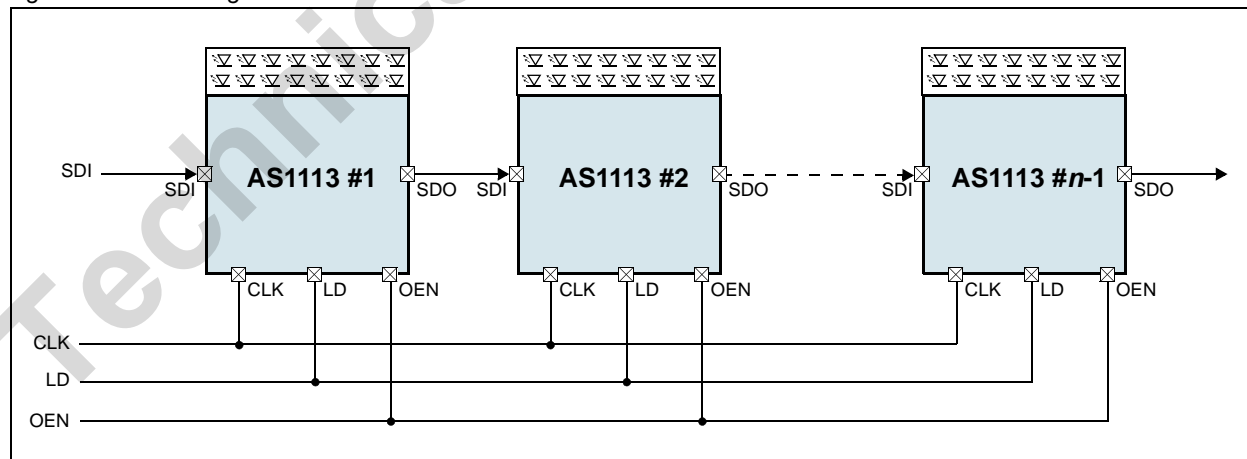 Technic
AS1113 #1
AS1113 #2
AS1113 #n-1
SDI
SDI
SDO
SDI
SDO
SDI
SDO
CLK
LD
OEN
CLK
LD
OEN
CLK
LD
OEN
CLK
LD
OEN